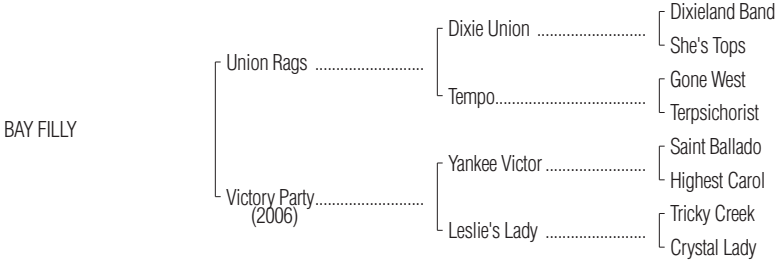 Dixieland Band
Dixie Union ..........................
She's Tops
Union Rags ..........................
Gone West
Tempo....................................
Terpsichorist
BAY FILLY
Saint Ballado
Yankee Victor ........................
Highest Carol
Victory Party..........................
(2006)
Tricky Creek
Leslie's Lady ........................
Crystal Lady